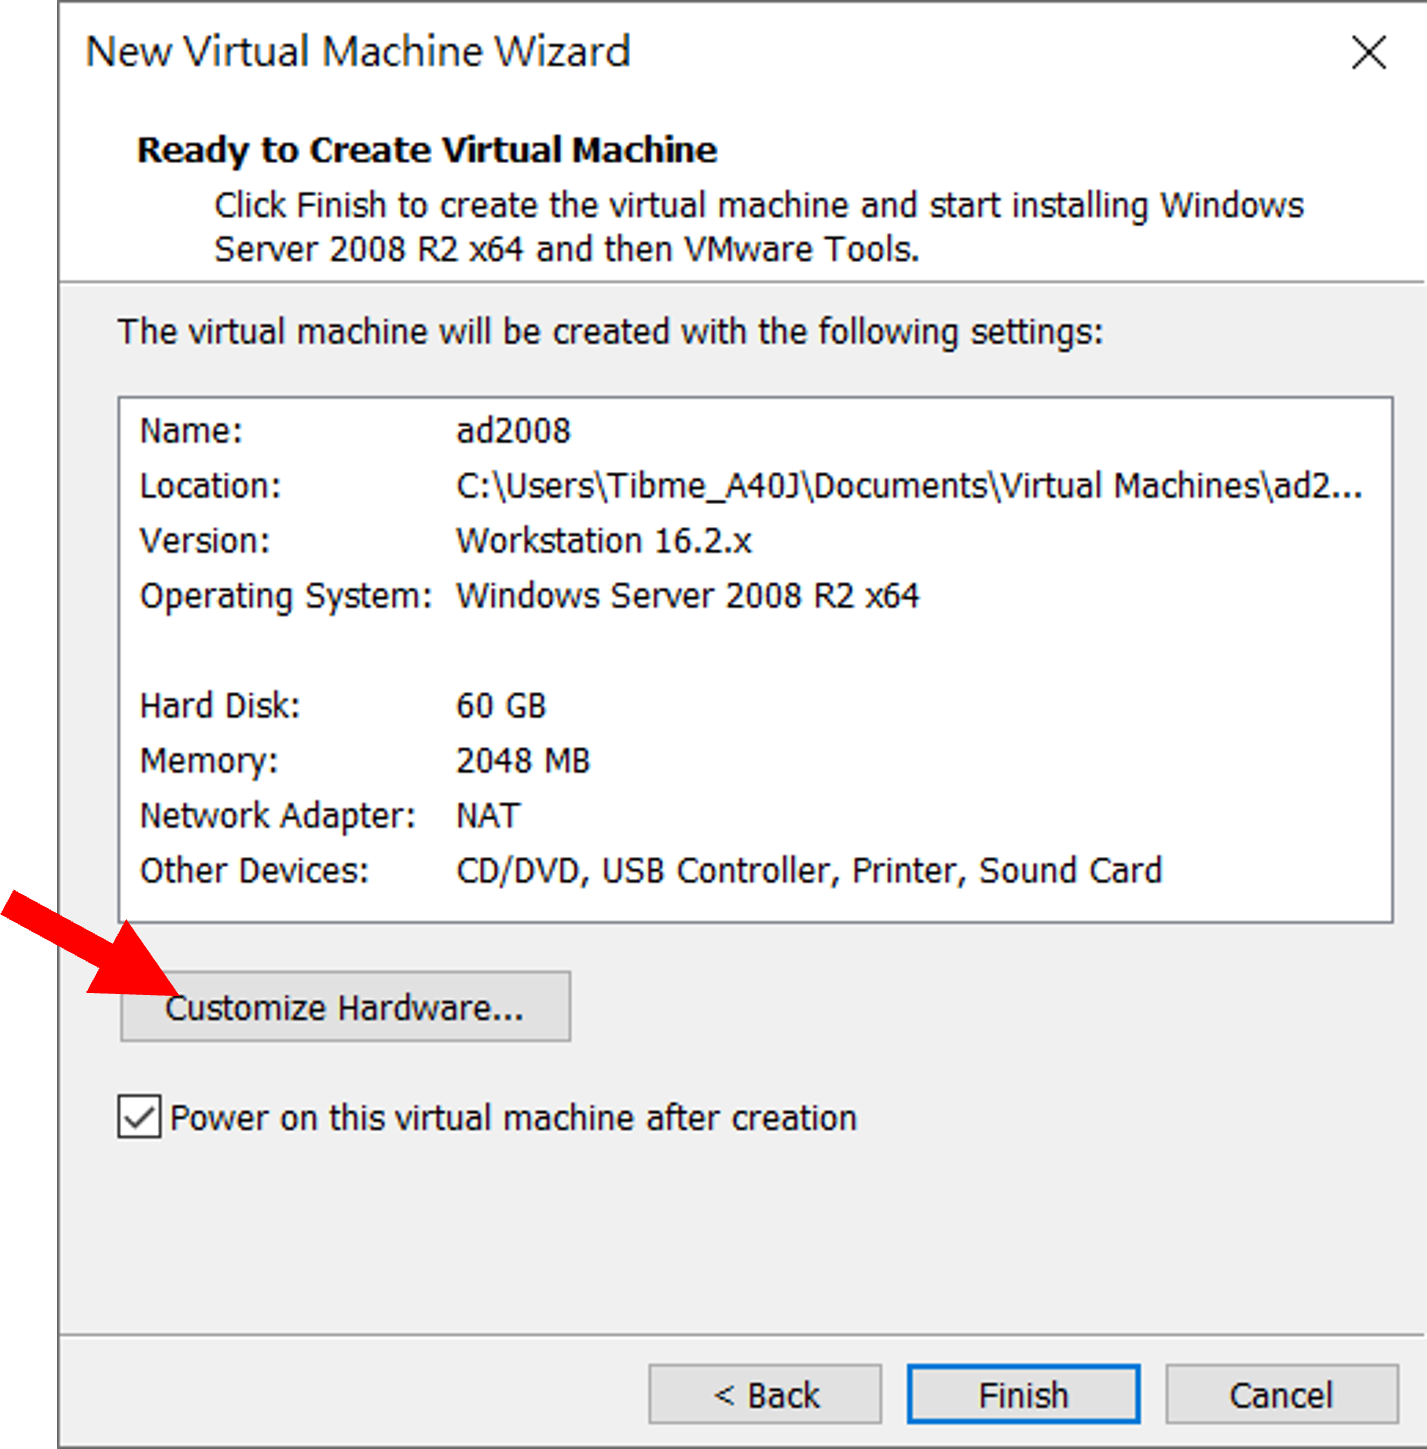 New Virtual Machine Wizard
Ready to Create Virtual Machine
Click Finish to create the virtual machine and start installing Windows
Server 2008 R2 x64 and then VMware Tools.
The virtual machine will be created with the following settings:
Name: ad2008
Location: C:\Users\Tibme_A40J\Documents\Virtual Machines\ad2...
Version: Workstation 16.2.x
Operating System: Windows Server 2008 R2 x64
Hard Disk: 60 GB
Memory: 2048 MB
Network Adapter: NAT
Other Devices: CD/DVD, USB Controller, Printer, Sound Card
Customize Hardware...
Power on this virtual machine after creation
< Back Finish Cancel